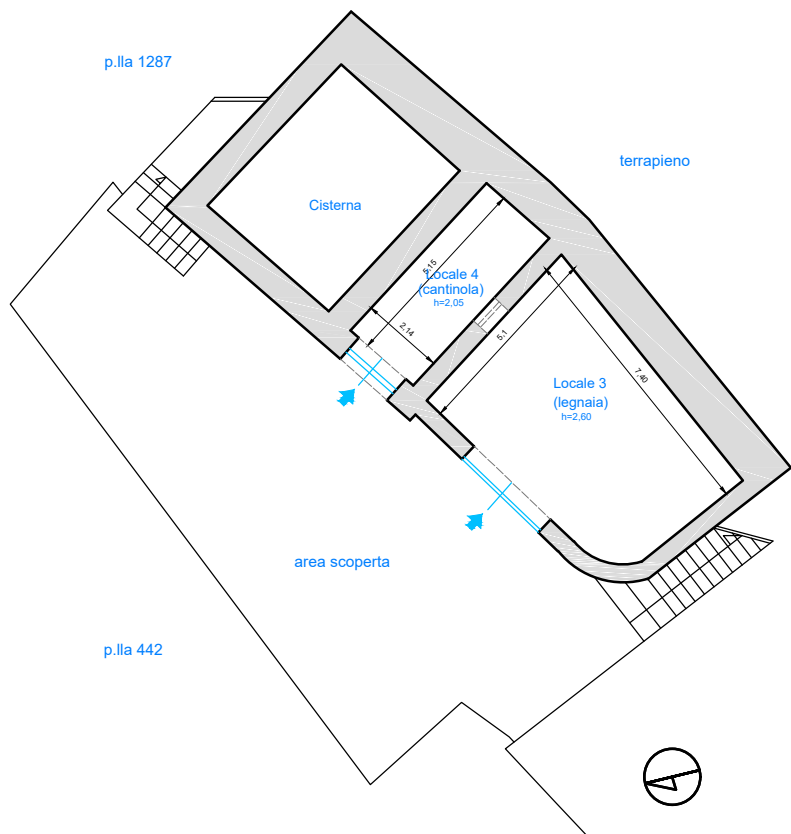 p.lla 1287
terrapieno
Cisterna
5,15
Locale 4
(cantinola)
h=2,05
2,14
5,1
7,40
Locale 3
(legnaia)
h=2,60
area scoperta
p.lla 442